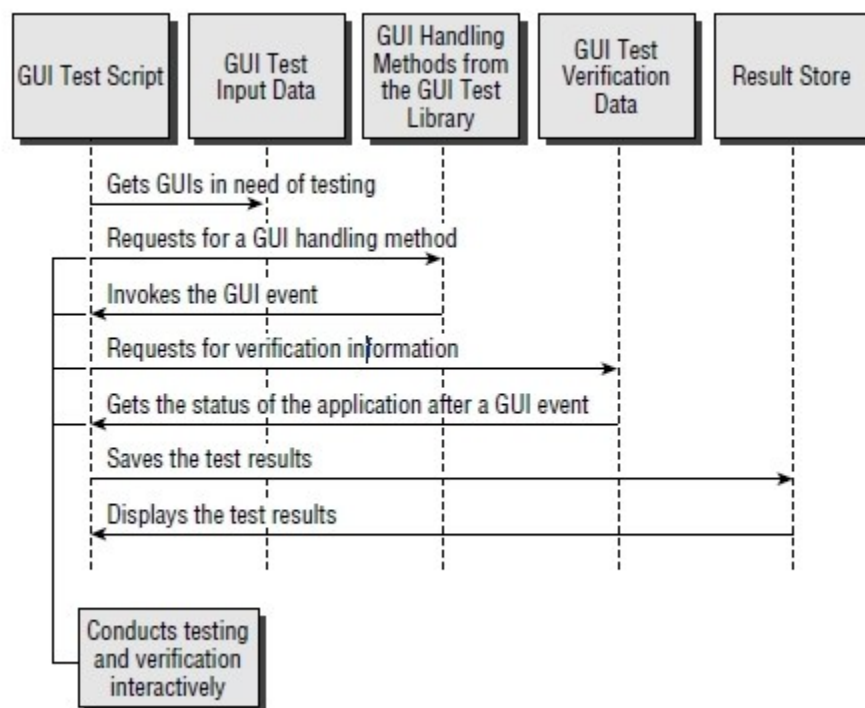 GUI Test Script
GUI Test
Input Data
GUI Handling
Methods from
the GUI Test
Library
GUI Test
Verification
Data
Result Store
Gets GUIs in need of testing
Requests for a GUI handling method
Invokes the GUI event
Requests for verification information
Gets the status of the application after a GUI event
Saves the test results
Displays the test results
Conducts testing
and verification
interactively